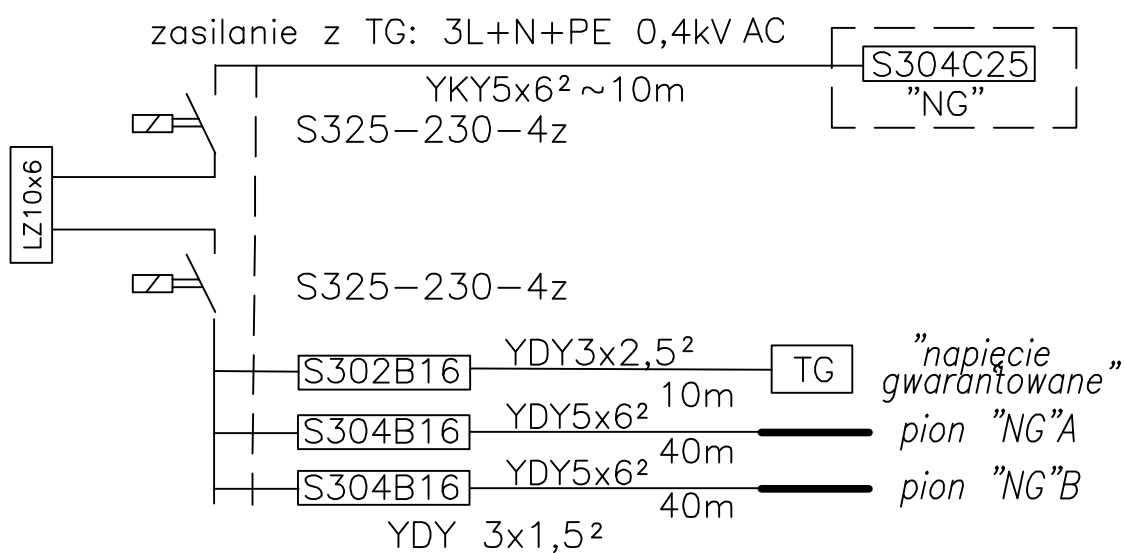 zasilanie z TG: 3L+N+PE 0,4kV AC
S304C25
YKY5x6² ~10m
"NG"
S325-230-4z
LZ10x6
S325-230-4z
S302B16
YDY3x2,5²
10m
TG
"napięcie
gwarantowane"
S304B16
YDY5x6²
40m
pion "NG"A
S304B16
YDY5x6²
40m
pion "NG"B
YDY 3x1,5²